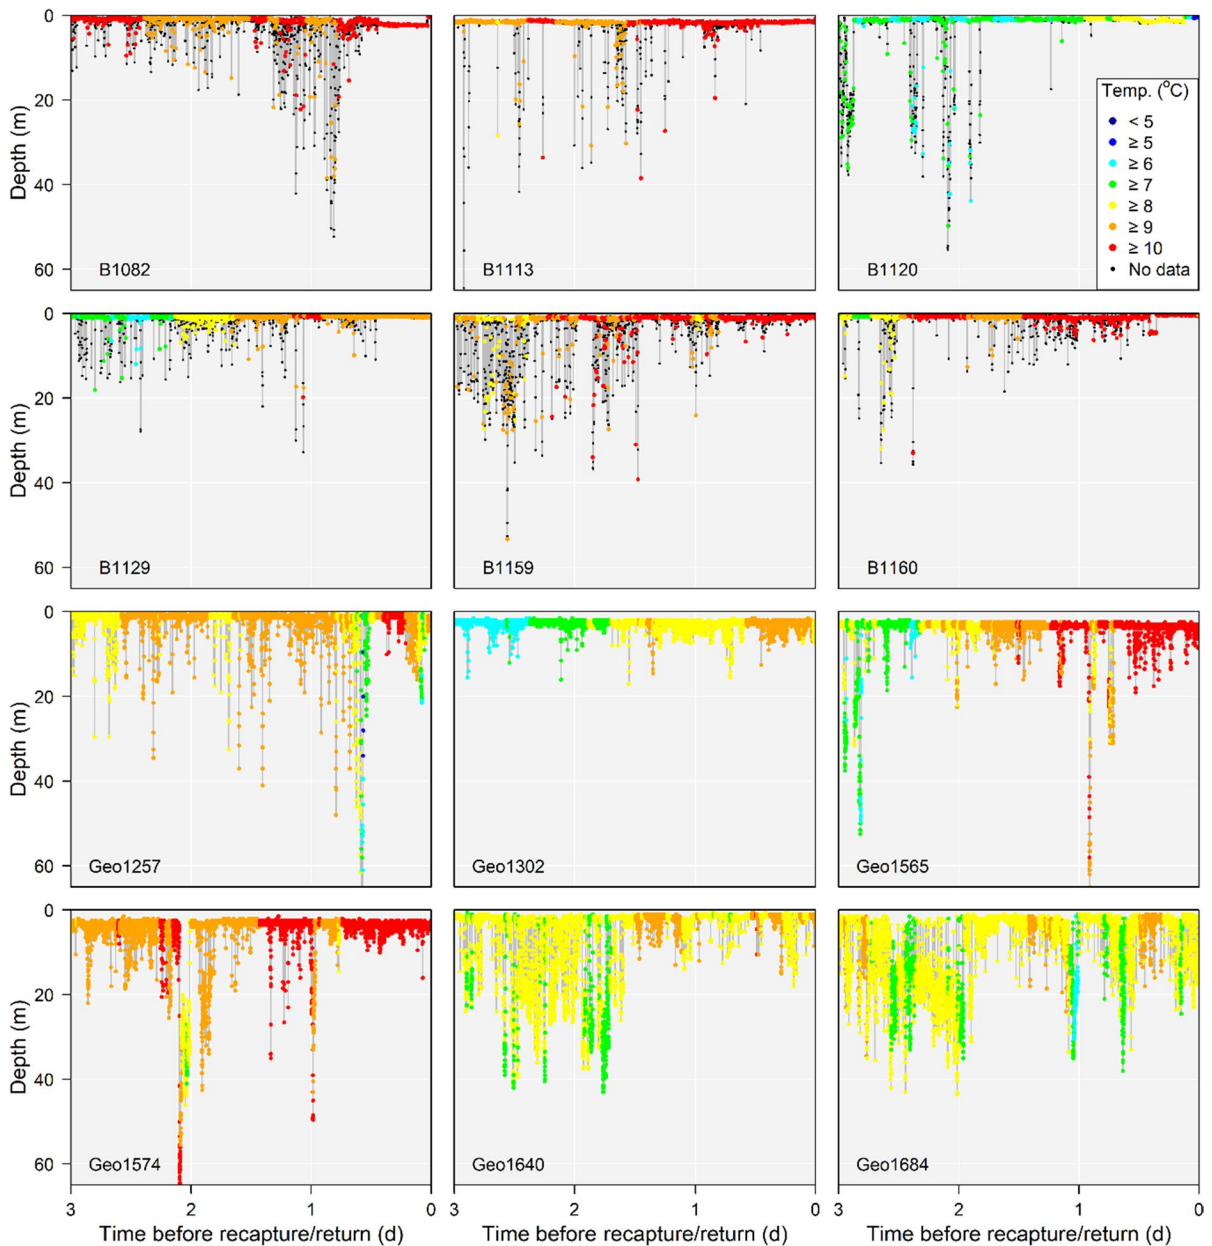 0
20
40
60
Depth (m)
B1082
B1113
B1120
Temp. (°C)
< 5
≥ 5
≥ 6
≥ 7
≥ 8
≥ 9
≥ 10
No data
0
20
40
60
Depth (m)
B1129
B1159
B1160
0
20
40
60
Depth (m)
Geo1257
Geo1302
Geo1565
0
20
40
60
Depth (m)
Geo1574
Geo1640
Geo1684
3 2 1 0 3 2 1 0 3 2 1 0
Time before recapture/return (d) Time before recapture/return (d) Time before recapture/return (d)